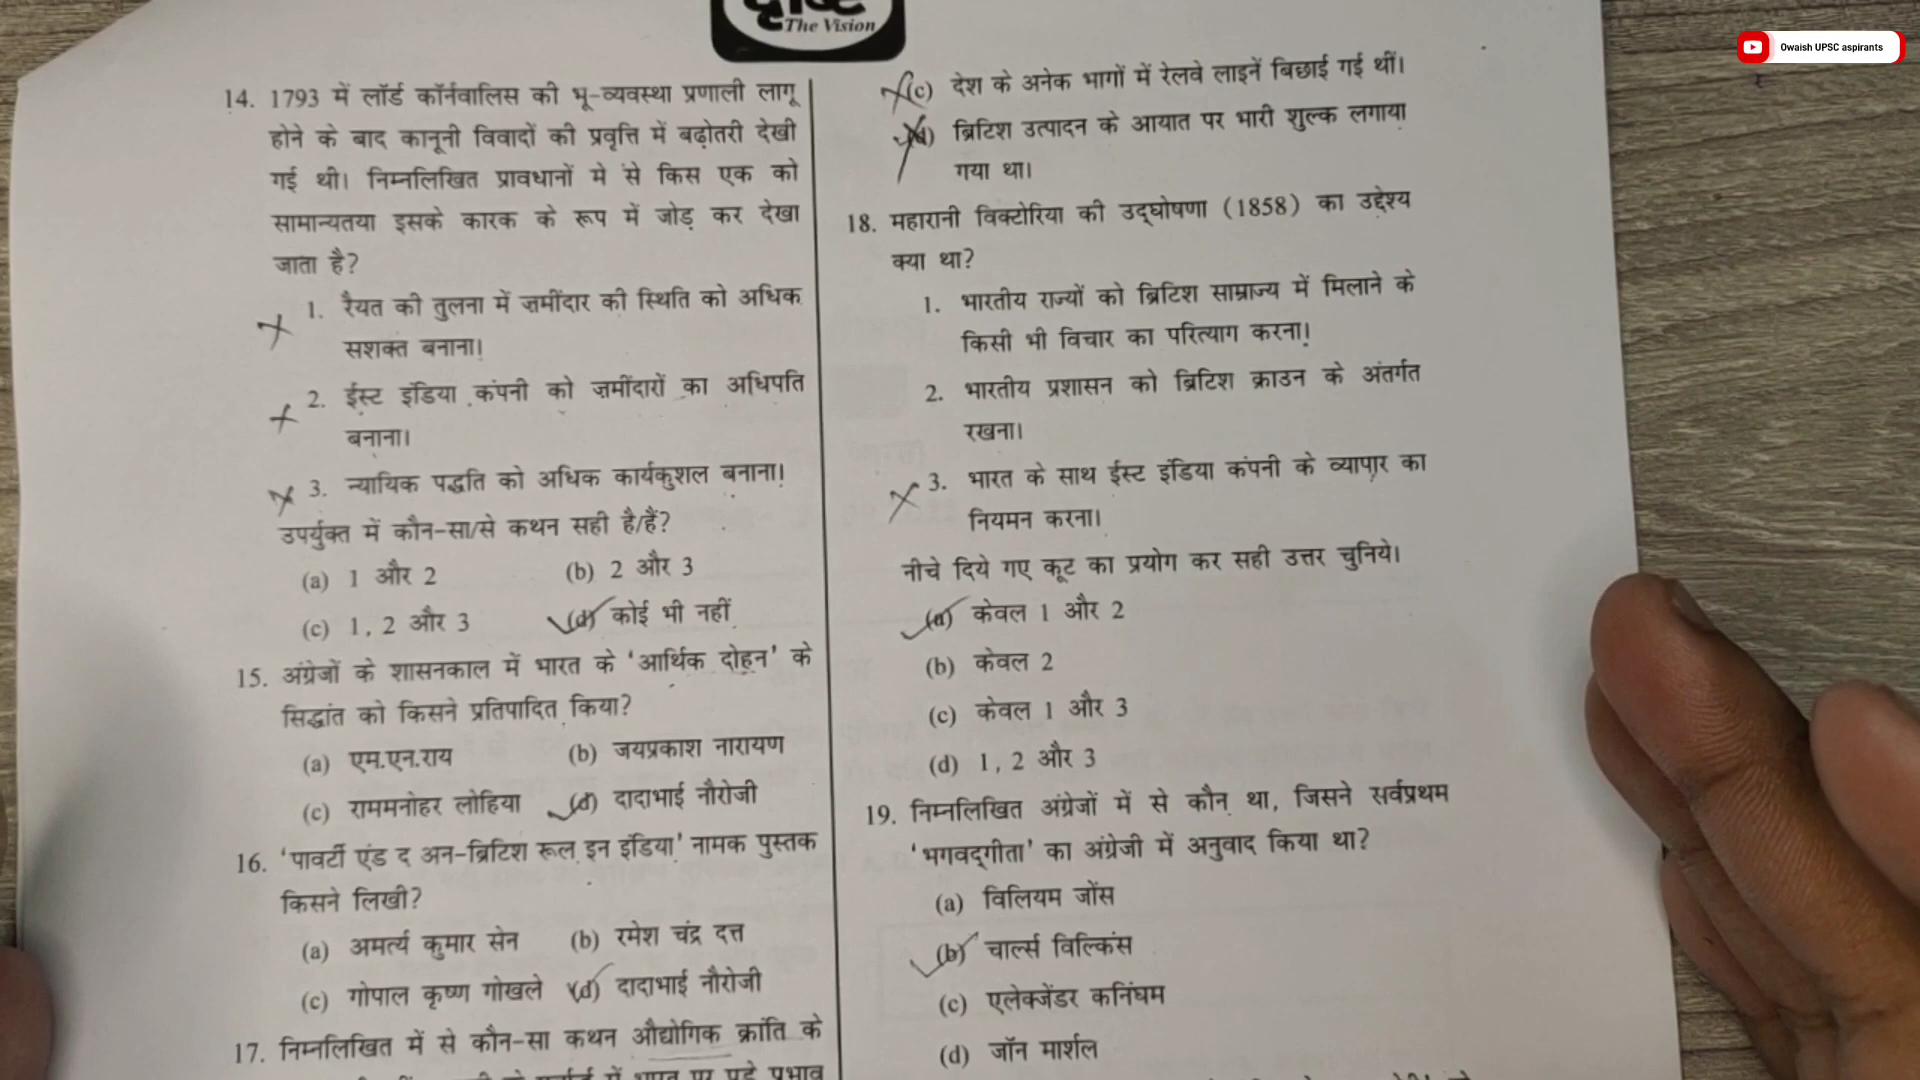 The Vision
Owaish UPSC aspirants
14. 1793 में लॉर्ड कॉर्नवालिस की भू-व्यवस्था प्रणाली लागू
होने के बाद कानूनी विवादों की प्रवृत्ति में बढ़ोतरी देखी
गई थी। निम्नलिखित प्रावधानों मे से किस एक को
सामान्यतया इसके कारक के रूप में जोड़ कर देखा
जाता है?
1. रैयत की तुलना में ज़मींदार की स्थिति को अधिक
सशक्त बनाना।
2. ईस्ट इंडिया कंपनी को ज़मींदारों का अधिपति
बनाना।
3. न्यायिक पद्धति को अधिक कार्यकुशल बनाना।
उपर्युक्त में कौन-सा/से कथन सही है/हैं?
(a) 1 और 2 (b) 2 और 3
(c) 1, 2 और 3 (d) कोई भी नहीं
15. अंग्रेजों के शासनकाल में भारत के ‘आर्थिक दोहन’ के
सिद्धांत को किसने प्रतिपादित किया?
(a) एम.एन.राय (b) जयप्रकाश नारायण
(c) राममनोहर लोहिया (d) दादाभाई नौरोजी
16. ‘पावर्टी एंड द अन-ब्रिटिश रूल इन इंडिया’ नामक पुस्तक
किसने लिखी?
(a) अमर्त्य कुमार सेन (b) रमेश चंद्र दत्त
(c) गोपाल कृष्ण गोखले (d) दादाभाई नौरोजी
17. निम्नलिखित में से कौन-सा कथन औद्योगिक क्रांति के
में भारत पर पड़े प्रभाव
(c) देश के अनेक भागों में रेलवे लाइनें बिछाई गई थीं।
(d) ब्रिटिश उत्पादन के आयात पर भारी शुल्क लगाया
गया था।
18. महारानी विक्टोरिया की उद्घोषणा (1858) का उद्देश्य
क्या था?
1. भारतीय राज्यों को ब्रिटिश साम्राज्य में मिलाने के
किसी भी विचार का परित्याग करना।
2. भारतीय प्रशासन को ब्रिटिश क्राउन के अंतर्गत
रखना।
3. भारत के साथ ईस्ट इंडिया कंपनी के व्यापार का
नियमन करना।
नीचे दिये गए कूट का प्रयोग कर सही उत्तर चुनिये।
(a) केवल 1 और 2
(b) केवल 2
(c) केवल 1 और 3
(d) 1, 2 और 3
19. निम्नलिखित अंग्रेजों में से कौन था, जिसने सर्वप्रथम
‘भगवद्गीता’ का अंग्रेजी में अनुवाद किया था?
(a) विलियम जोंस
(b) चार्ल्स विल्किंस
(c) एलेक्जेंडर कनिंघम
(d) जॉन मार्शल